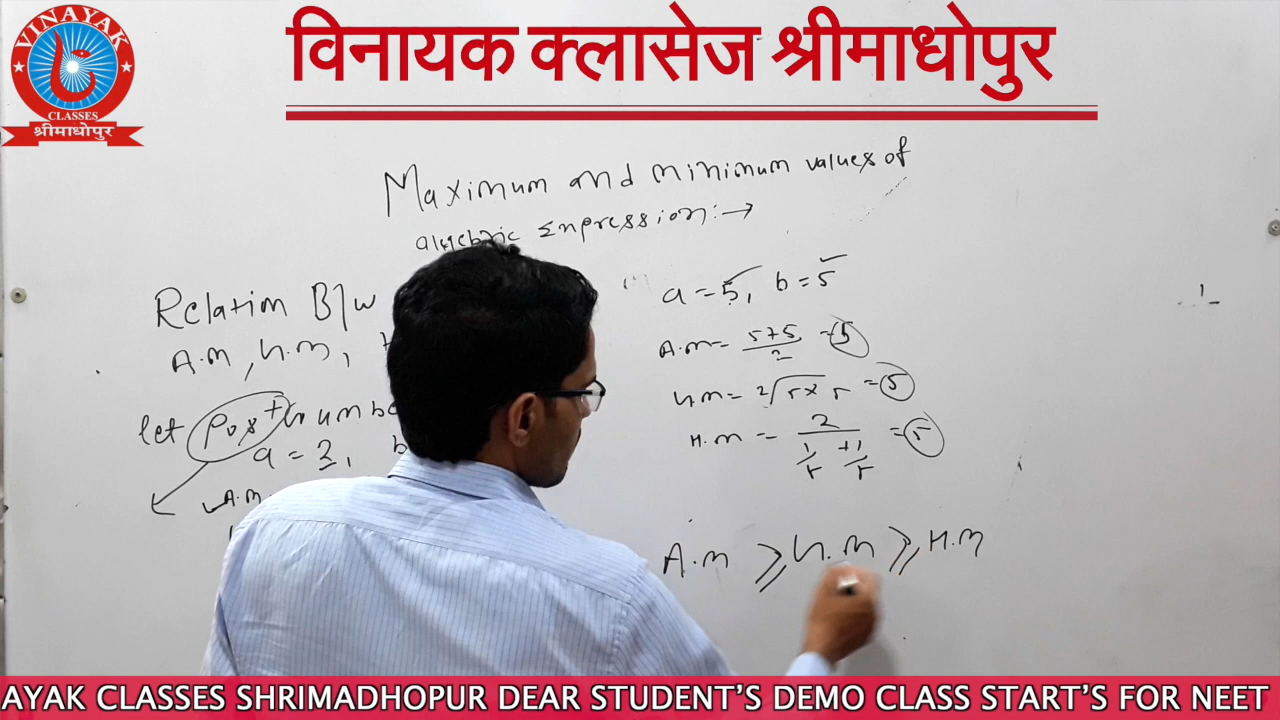 विनायक क्लासेज श्रीमाधोपुर
VINAYAK
CLASSES
श्रीमाधोपुर
Maximum and minimum values of
algebric Expression:→
Relation B/w
A.m, G.m,
let Pos+
a = 2,
A.m
a = 5, b = 5
A.m = 5+5/2 = 5
G.m = 2√5×5 = 5
H.m = 2/(1/5 + 1/5) = 5
A.m ⩾ G.m ⩾ H.m
AYAK CLASSES SHRIMADHOPUR DEAR STUDENT’S DEMO CLASS START’S FOR NEET